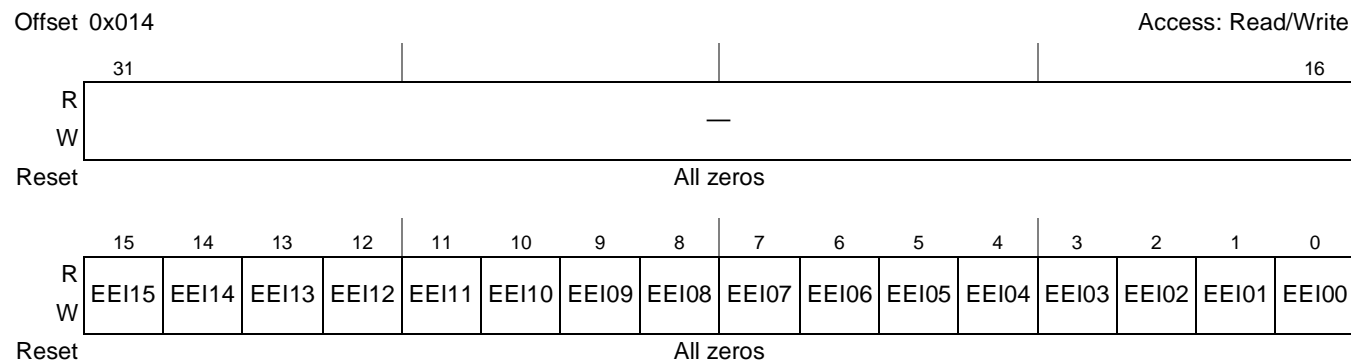 Offset 0x014 Access: Read/Write
31 16
R
—
W
Reset All zeros
15 14 13 12 11 10 9 8 7 6 5 4 3 2 1 0
R
EEI15 EEI14 EEI13 EEI12 EEI11 EEI10 EEI09 EEI08 EEI07 EEI06 EEI05 EEI04 EEI03 EEI02 EEI01 EEI00
W
Reset All zeros